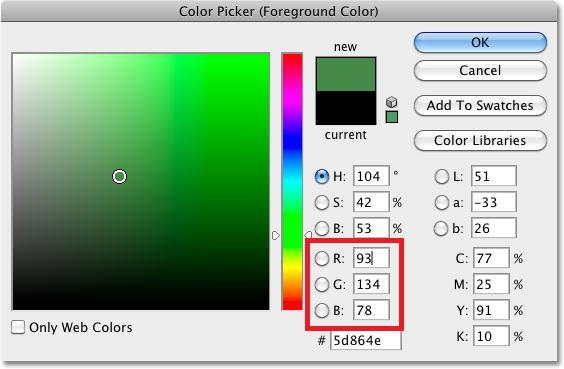 Color Picker (Foreground Color)
new
current
OK
Cancel
Add To Swatches
Color Libraries
H: 104 °
S: 42 %
B: 53 %
R: 93
G: 134
B: 78
# 5d864e
L: 51
a: -33
b: 26
C: 77 %
M: 25 %
Y: 91 %
K: 10 %
Only Web Colors